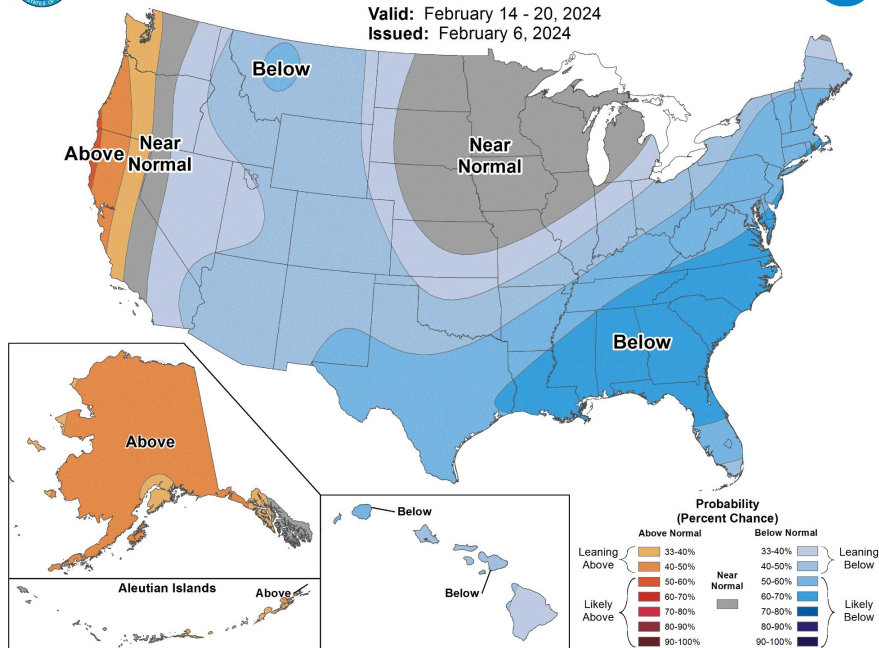 STATES OF
Valid: February 14 - 20, 2024
Issued: February 6, 2024
Below
Above
Near
Normal
Near
Normal
Below
Above
Aleutian Islands
Above
Below
Below
Probability
(Percent Chance)
Above Normal
Below Normal
Leaning
Above
33-40%
40-50%
50-60%
60-70%
70-80%
80-90%
90-100%
Likely
Above
Near
Normal
33-40%
40-50%
50-60%
60-70%
70-80%
80-90%
90-100%
Leaning
Below
Likely
Below